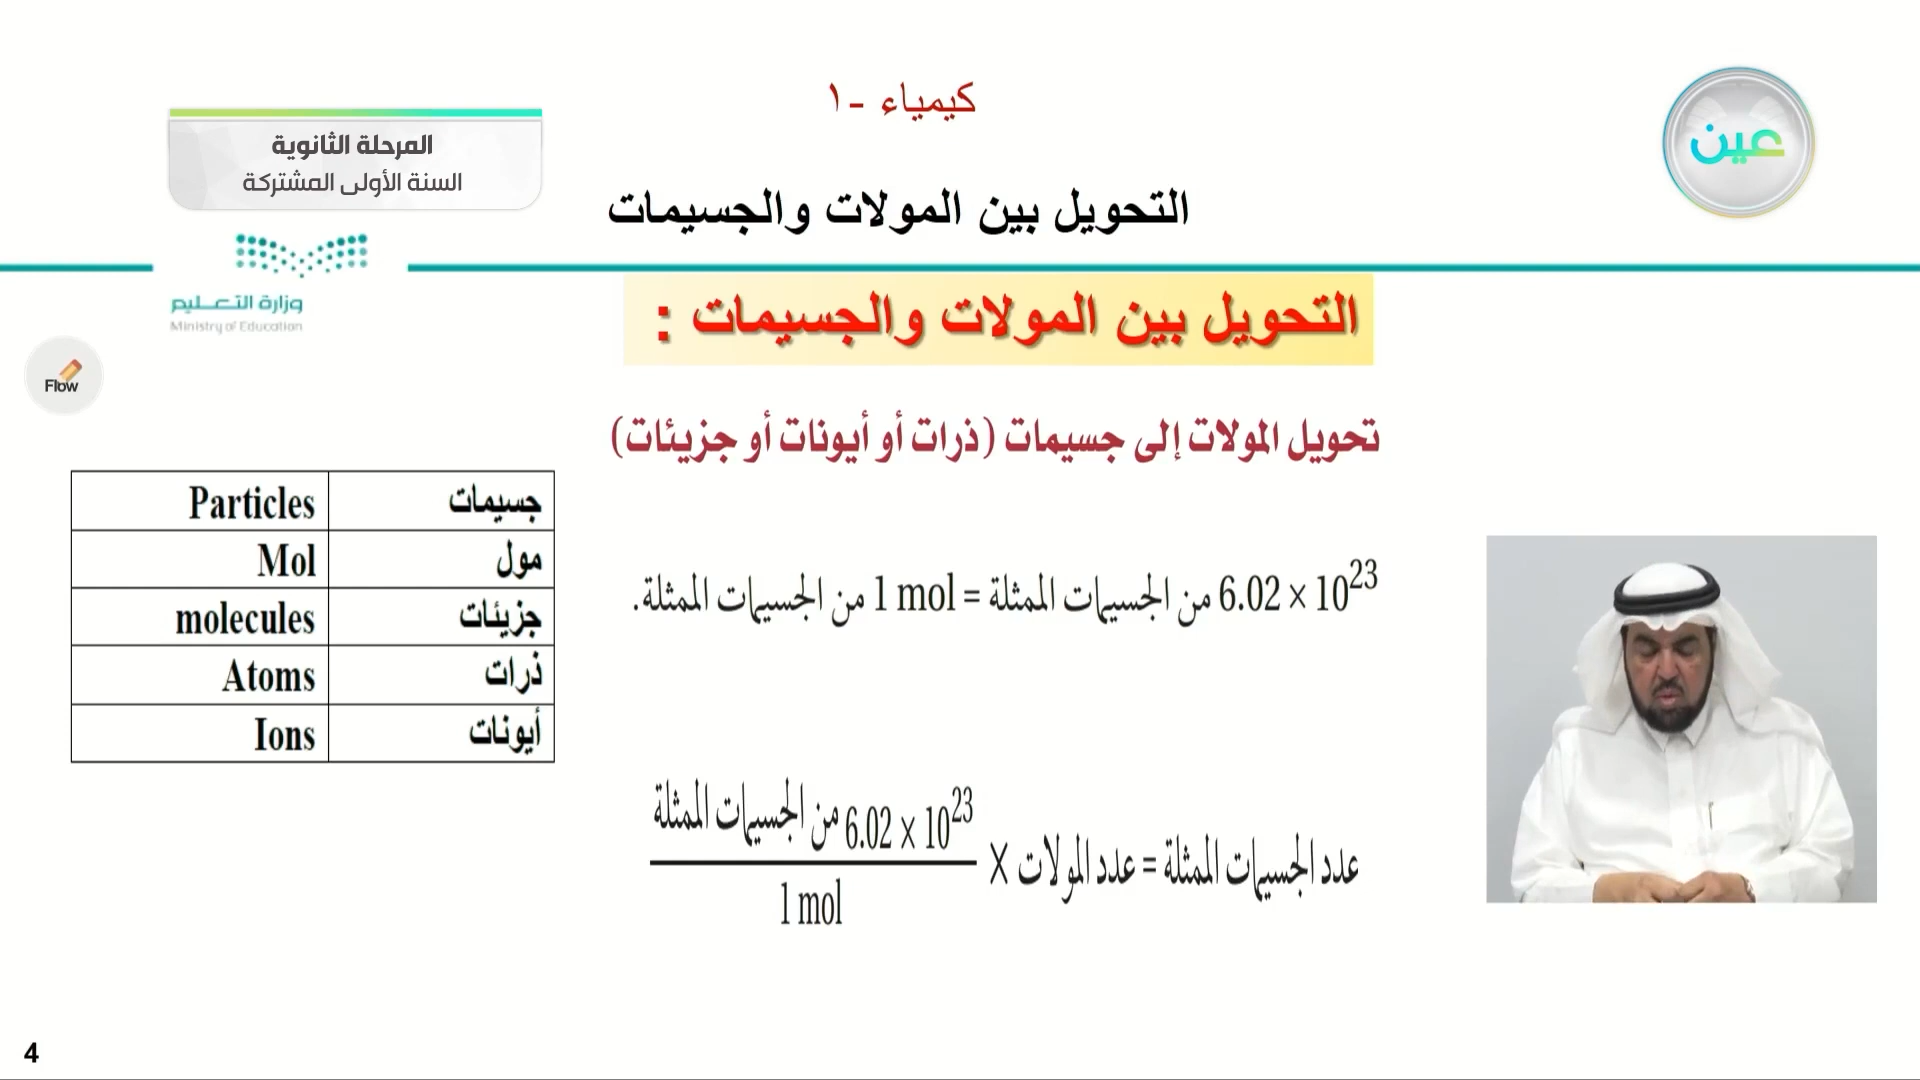 كيمياء -١
المرحلة الثانوية
السنة الأولى المشتركة
عين
التحويل بين المولات والجسيمات
وزارة التعليم
Ministry of Education
التحويل بين المولات والجسيمات :
Flow
تحويل المولات إلى جسيمات (ذرات أو أيونات أو جزيئات)
جسيمات Particles
مول Mol
جزيئات molecules
ذرات Atoms
أيونات Ions
6.02 × 10²³ من الجسيمات الممثلة = 1 mol من الجسيمات الممثلة.
6.02 × 10²³ من الجسيمات الممثلة
عدد الجسيمات الممثلة = عدد المولات X
1 mol
4